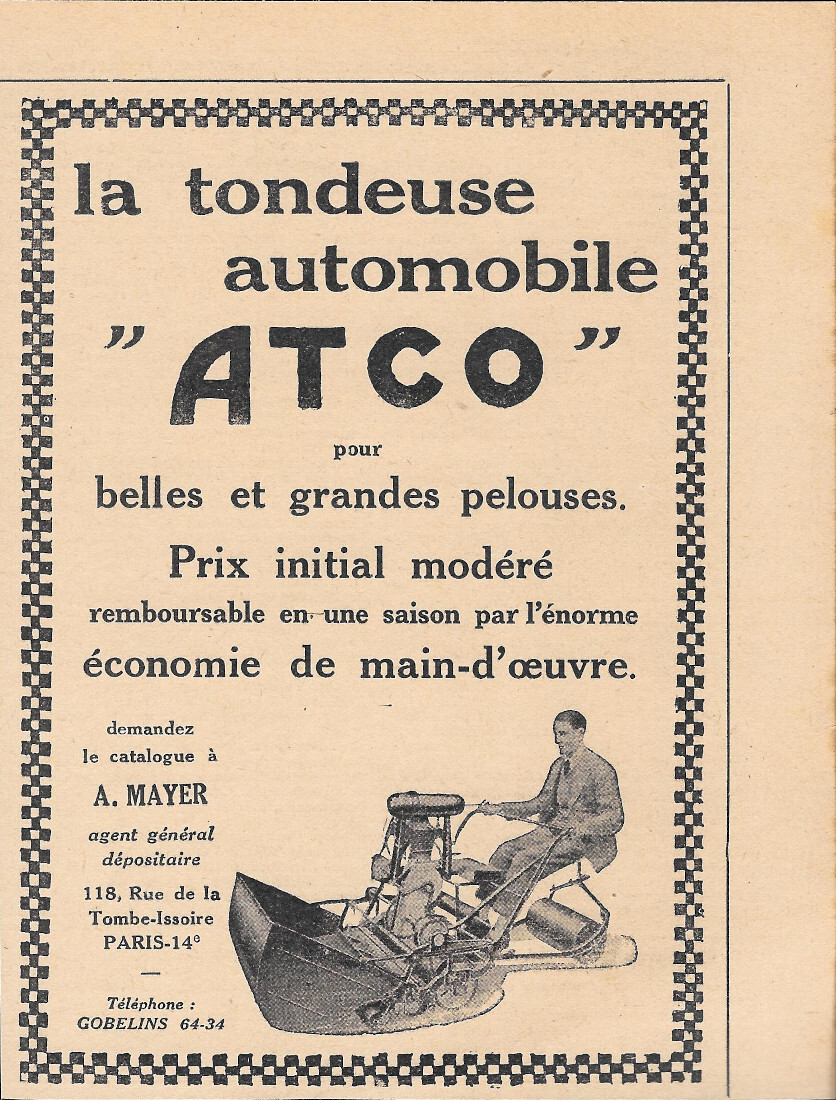 la tondeuse
automobile
"ATCO"
pour
belles et grandes pelouses.
Prix initial modéré
remboursable en une saison par l'énorme
économie de main-d'œuvre.
demandez
le catalogue à
A. MAYER
agent général
dépositaire
118, Rue de la
Tombe-Issoire
PARIS-14e
—
Téléphone :
GOBELINS 64-34